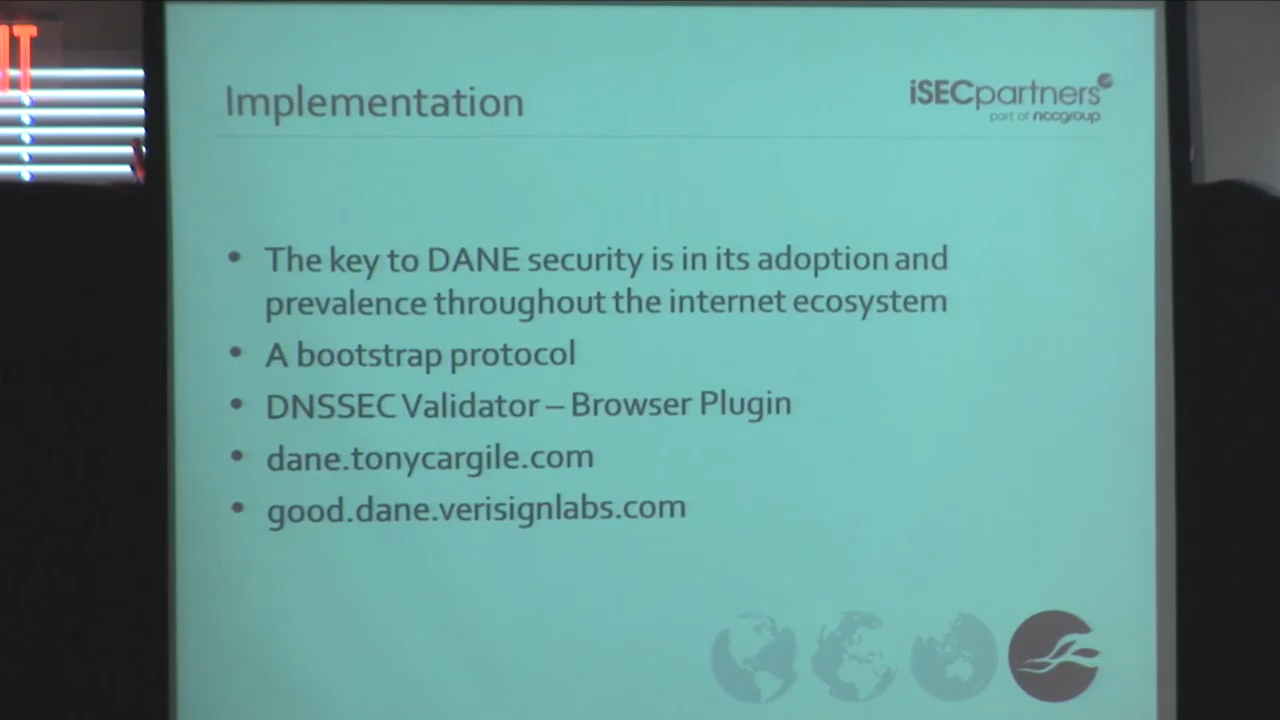 IT
Implementation
iSECpartners
part of nccgroup
• The key to DANE security is in its adoption and
prevalence throughout the internet ecosystem
• A bootstrap protocol
• DNSSEC Validator – Browser Plugin
• dane.tonycargile.com
• good.dane.verisignlabs.com